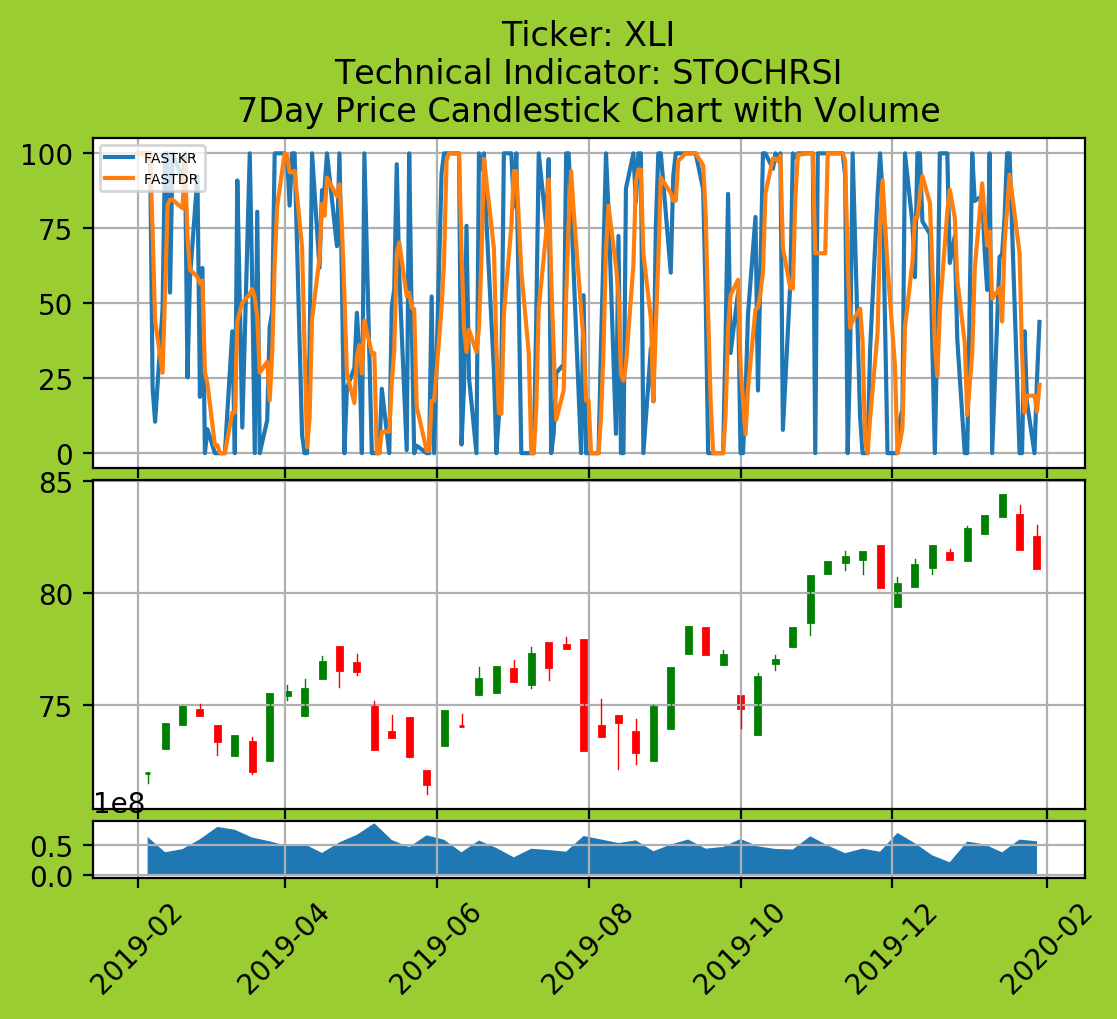 Ticker: XLI
Technical Indicator: STOCHRSI
7Day Price Candlestick Chart with Volume
100
75
50
25
0
FASTKR
FASTDR
85
80
75
1e8
0.5
0.0
2019-02
2019-04
2019-06
2019-08
2019-10
2019-12
2020-02